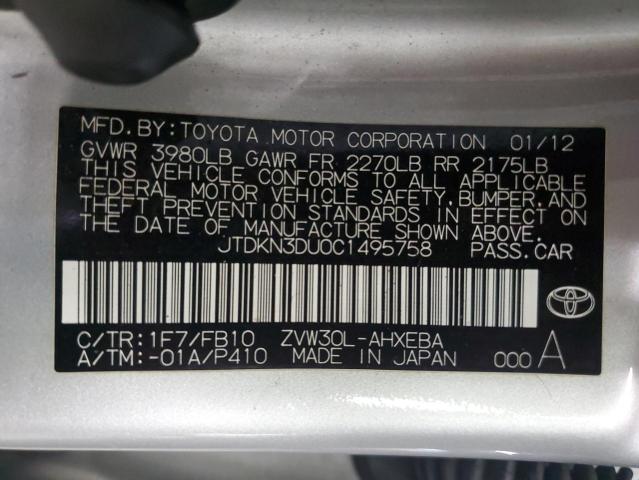 MFD.BY:TOYOTA MOTOR CORPORATION 01/12
GVWR 3980LB GAWR FR 2270LB RR 2175LB
THIS VEHICLE CONFORMS TO ALL APPLICABLE
FEDERAL MOTOR VEHICLE SAFETY, BUMPER, AND
THEFT PREVENTION STANDARDS IN EFFECT ON
THE DATE OF MANUFACTURE SHOWN ABOVE.
JTDKN3DU0C1495758 PASS.CAR
C/TR:1F7/FB10 ZVW30L-AHXEBA
A/TM:-01A/P410 MADE IN JAPAN 000 A